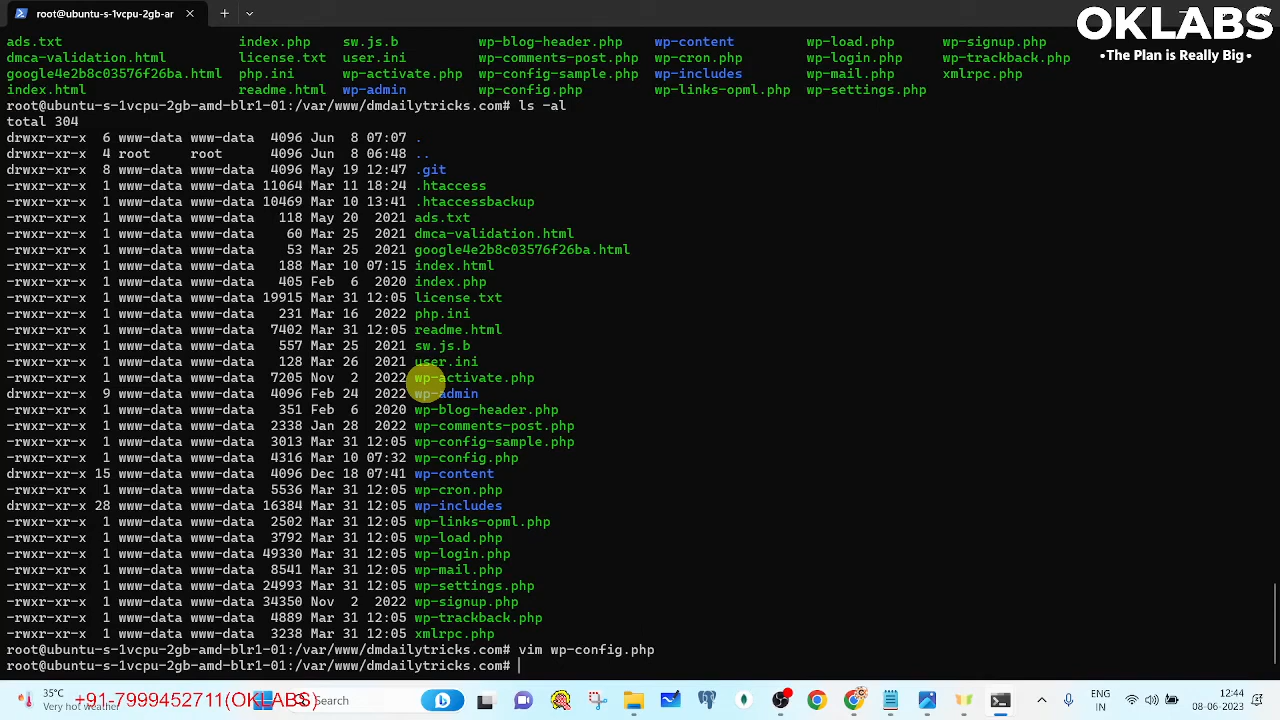 root@ubuntu-s-1vcpu-2gb-ar
OKLABS
•The Plan is Really Big•
ads.txt index.php sw.js.b wp-blog-header.php wp-content wp-load.php wp-signup.php
dmca-validation.html license.txt user.ini wp-comments-post.php wp-cron.php wp-login.php wp-trackback.php
google4e2b8c03576f26ba.html php.ini wp-activate.php wp-config-sample.php wp-includes wp-mail.php xmlrpc.php
index.html readme.html wp-admin wp-config.php wp-links-opml.php wp-settings.php
root@ubuntu-s-1vcpu-2gb-amd-blr1-01:/var/www/dmdailytricks.com# ls -al
total 304
drwxr-xr-x 6 www-data www-data 4096 Jun 8 07:07 .
drwxr-xr-x 4 root root 4096 Jun 8 06:48 ..
drwxr-xr-x 8 www-data www-data 4096 May 19 12:47 .git
-rwxr-xr-x 1 www-data www-data 11064 Mar 11 18:24 .htaccess
-rwxr-xr-x 1 www-data www-data 10469 Mar 10 13:41 .htaccessbackup
-rwxr-xr-x 1 www-data www-data 118 May 20 2021 ads.txt
-rwxr-xr-x 1 www-data www-data 60 Mar 25 2021 dmca-validation.html
-rwxr-xr-x 1 www-data www-data 53 Mar 25 2021 google4e2b8c03576f26ba.html
-rwxr-xr-x 1 www-data www-data 188 Mar 10 07:15 index.html
-rwxr-xr-x 1 www-data www-data 405 Feb 6 2020 index.php
-rwxr-xr-x 1 www-data www-data 19915 Mar 31 12:05 license.txt
-rwxr-xr-x 1 www-data www-data 231 Mar 16 2022 php.ini
-rwxr-xr-x 1 www-data www-data 7402 Mar 31 12:05 readme.html
-rwxr-xr-x 1 www-data www-data 557 Mar 25 2021 sw.js.b
-rwxr-xr-x 1 www-data www-data 128 Mar 26 2021 user.ini
-rwxr-xr-x 1 www-data www-data 7205 Nov 2 2022 wp-activate.php
drwxr-xr-x 9 www-data www-data 4096 Feb 24 2022 wp-admin
-rwxr-xr-x 1 www-data www-data 351 Feb 6 2020 wp-blog-header.php
-rwxr-xr-x 1 www-data www-data 2338 Jan 28 2022 wp-comments-post.php
-rwxr-xr-x 1 www-data www-data 3013 Mar 31 12:05 wp-config-sample.php
-rwxr-xr-x 1 www-data www-data 4316 Mar 10 07:32 wp-config.php
drwxr-xr-x 15 www-data www-data 4096 Dec 18 07:41 wp-content
-rwxr-xr-x 1 www-data www-data 5536 Mar 31 12:05 wp-cron.php
drwxr-xr-x 28 www-data www-data 16384 Mar 31 12:05 wp-includes
-rwxr-xr-x 1 www-data www-data 2502 Mar 31 12:05 wp-links-opml.php
-rwxr-xr-x 1 www-data www-data 3792 Mar 31 12:05 wp-load.php
-rwxr-xr-x 1 www-data www-data 49330 Mar 31 12:05 wp-login.php
-rwxr-xr-x 1 www-data www-data 8541 Mar 31 12:05 wp-mail.php
-rwxr-xr-x 1 www-data www-data 24993 Mar 31 12:05 wp-settings.php
-rwxr-xr-x 1 www-data www-data 34350 Nov 2 2022 wp-signup.php
-rwxr-xr-x 1 www-data www-data 4889 Mar 31 12:05 wp-trackback.php
-rwxr-xr-x 1 www-data www-data 3238 Mar 31 12:05 xmlrpc.php
root@ubuntu-s-1vcpu-2gb-amd-blr1-01:/var/www/dmdailytricks.com# vim wp-config.php
root@ubuntu-s-1vcpu-2gb-amd-blr1-01:/var/www/dmdailytricks.com#
35°C
Very hot weather
+91-7999452711(OKLABS)
Search
ENG
IN
12:44
08-06-2023